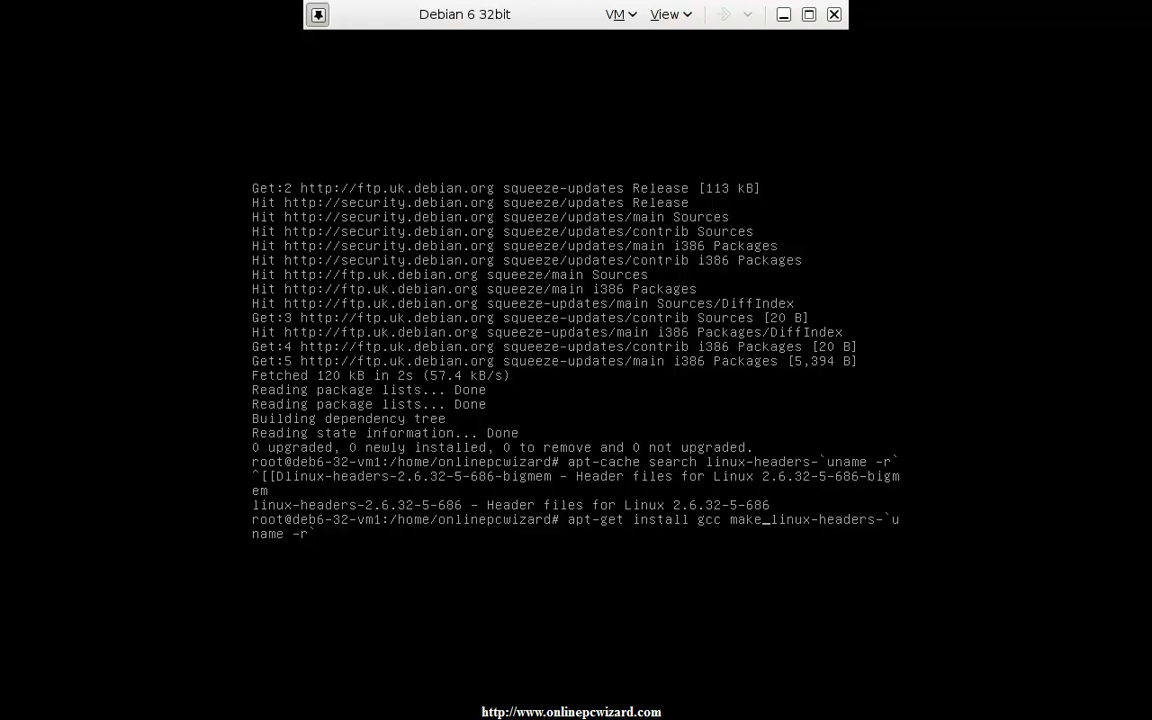 Debian 6 32bit VM View
Get:2 http://ftp.uk.debian.org squeeze-updates Release [113 kB]
Hit http://security.debian.org squeeze/updates Release
Hit http://security.debian.org squeeze/updates/main Sources
Hit http://security.debian.org squeeze/updates/contrib Sources
Hit http://security.debian.org squeeze/updates/main i386 Packages
Hit http://security.debian.org squeeze/updates/contrib i386 Packages
Hit http://ftp.uk.debian.org squeeze/main Sources
Hit http://ftp.uk.debian.org squeeze/main i386 Packages
Hit http://ftp.uk.debian.org squeeze-updates/main Sources/DiffIndex
Get:3 http://ftp.uk.debian.org squeeze-updates/contrib Sources [20 B]
Hit http://ftp.uk.debian.org squeeze-updates/main i386 Packages/DiffIndex
Get:4 http://ftp.uk.debian.org squeeze-updates/contrib i386 Packages [20 B]
Get:5 http://ftp.uk.debian.org squeeze-updates/main i386 Packages [5,394 B]
Fetched 120 kB in 2s (57.4 kB/s)
Reading package lists... Done
Reading package lists... Done
Building dependency tree
Reading state information... Done
0 upgraded, 0 newly installed, 0 to remove and 0 not upgraded.
root@deb6-32-vm1:/home/onlinepcwizard# apt-cache search linux-headers-`uname -r`
^[[Dlinux-headers-2.6.32-5-686-bigmem - Header files for Linux 2.6.32-5-686-bigm
em
linux-headers-2.6.32-5-686 - Header files for Linux 2.6.32-5-686
root@deb6-32-vm1:/home/onlinepcwizard# apt-get install gcc make_linux-headers-`u
name -r`
http://www.onlinepcwizard.com